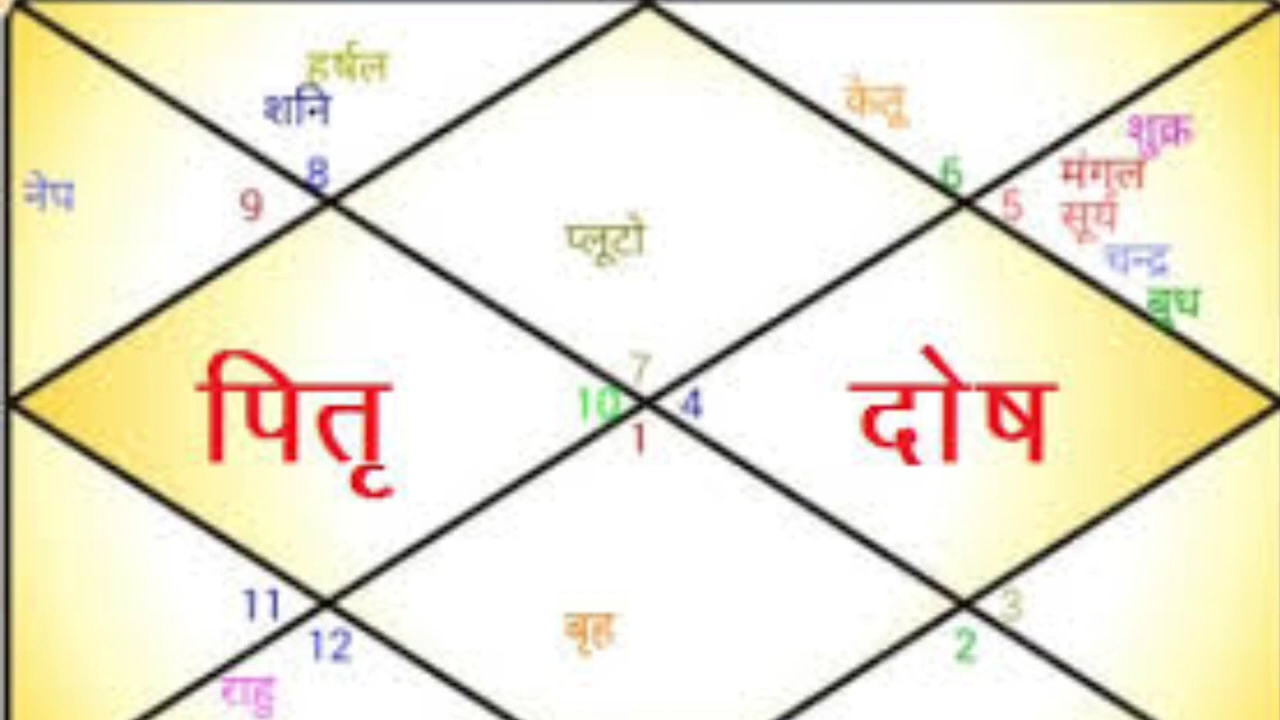 हर्षल
केतू
शनि
शुक्र
8
6
मंगल
नेप
9
5
सूर्य
प्लूटो
चन्द्र
बुध
7
पितृ
10
4
दोष
1
11
3
बृह
12
2
राहु